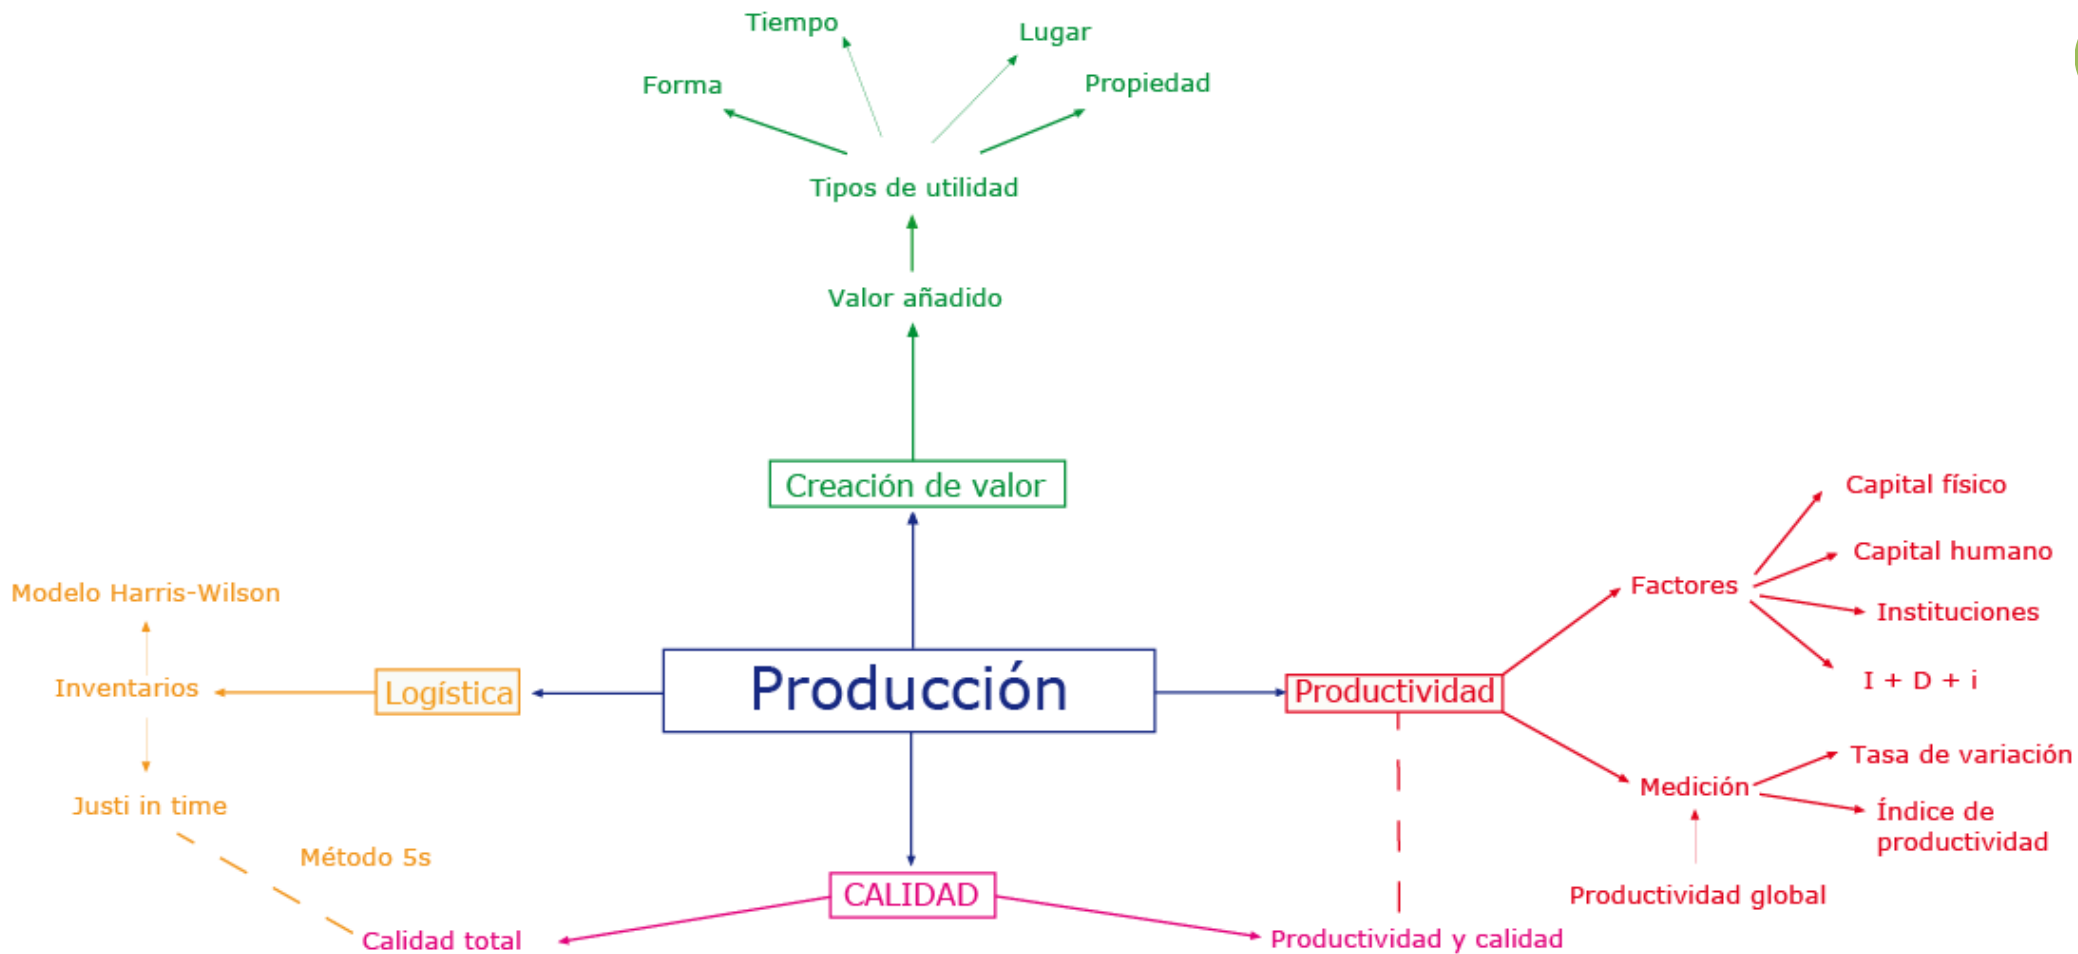 Tiempo
Lugar
Forma
Propiedad
Tipos de utilidad
Valor añadido
Creación de valor
Capital físico
Capital humano
Factores
Modelo Harris-Wilson
Instituciones
Producción
I + D + i
Inventarios
Logística
Productividad
Tasa de variación
Medición
Justi in time
Índice de
productividad
Método 5s
CALIDAD
Productividad global
Calidad total
Productividad y calidad